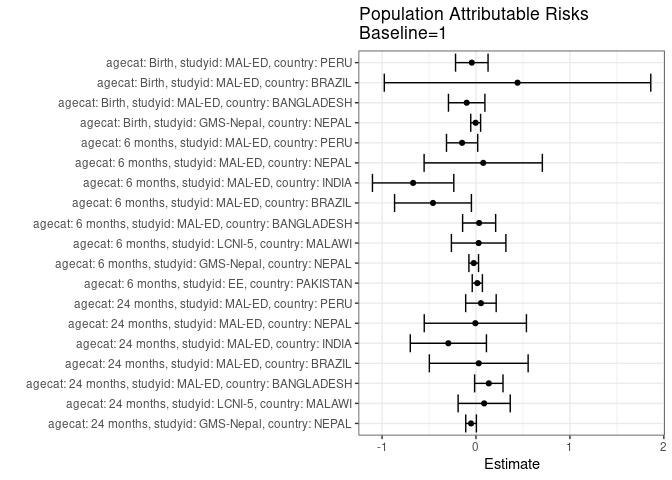 Population Attributable Risks
Baseline=1
agecat: Birth, studyid: MAL-ED, country: PERU
agecat: Birth, studyid: MAL-ED, country: BRAZIL
agecat: Birth, studyid: MAL-ED, country: BANGLADESH
agecat: Birth, studyid: GMS-Nepal, country: NEPAL
agecat: 6 months, studyid: MAL-ED, country: PERU
agecat: 6 months, studyid: MAL-ED, country: NEPAL
agecat: 6 months, studyid: MAL-ED, country: INDIA
agecat: 6 months, studyid: MAL-ED, country: BRAZIL
agecat: 6 months, studyid: MAL-ED, country: BANGLADESH
agecat: 6 months, studyid: LCNI-5, country: MALAWI
agecat: 6 months, studyid: GMS-Nepal, country: NEPAL
agecat: 6 months, studyid: EE, country: PAKISTAN
agecat: 24 months, studyid: MAL-ED, country: PERU
agecat: 24 months, studyid: MAL-ED, country: NEPAL
agecat: 24 months, studyid: MAL-ED, country: INDIA
agecat: 24 months, studyid: MAL-ED, country: BRAZIL
agecat: 24 months, studyid: MAL-ED, country: BANGLADESH
agecat: 24 months, studyid: LCNI-5, country: MALAWI
agecat: 24 months, studyid: GMS-Nepal, country: NEPAL
-1 0 1 2
Estimate